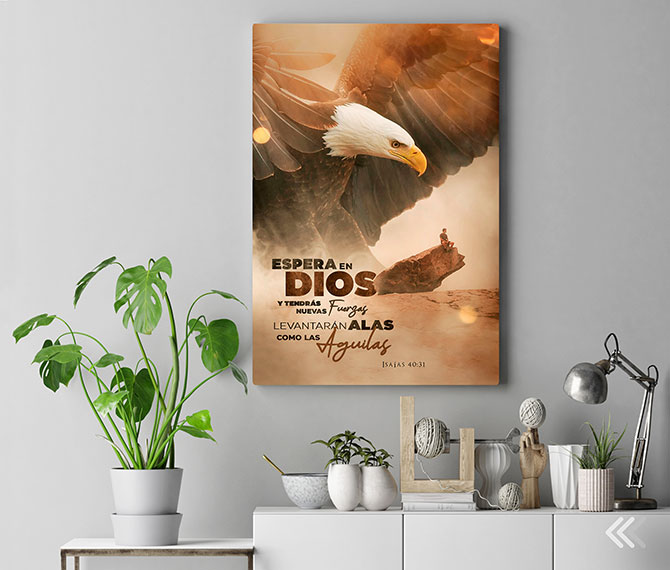 ESPERA EN
DIOS
Y TENDRÁS
NUEVAS Fuerzas
LEVANTARÁN ALAS
COMO LAS Águilas
ISAÍAS 40:31